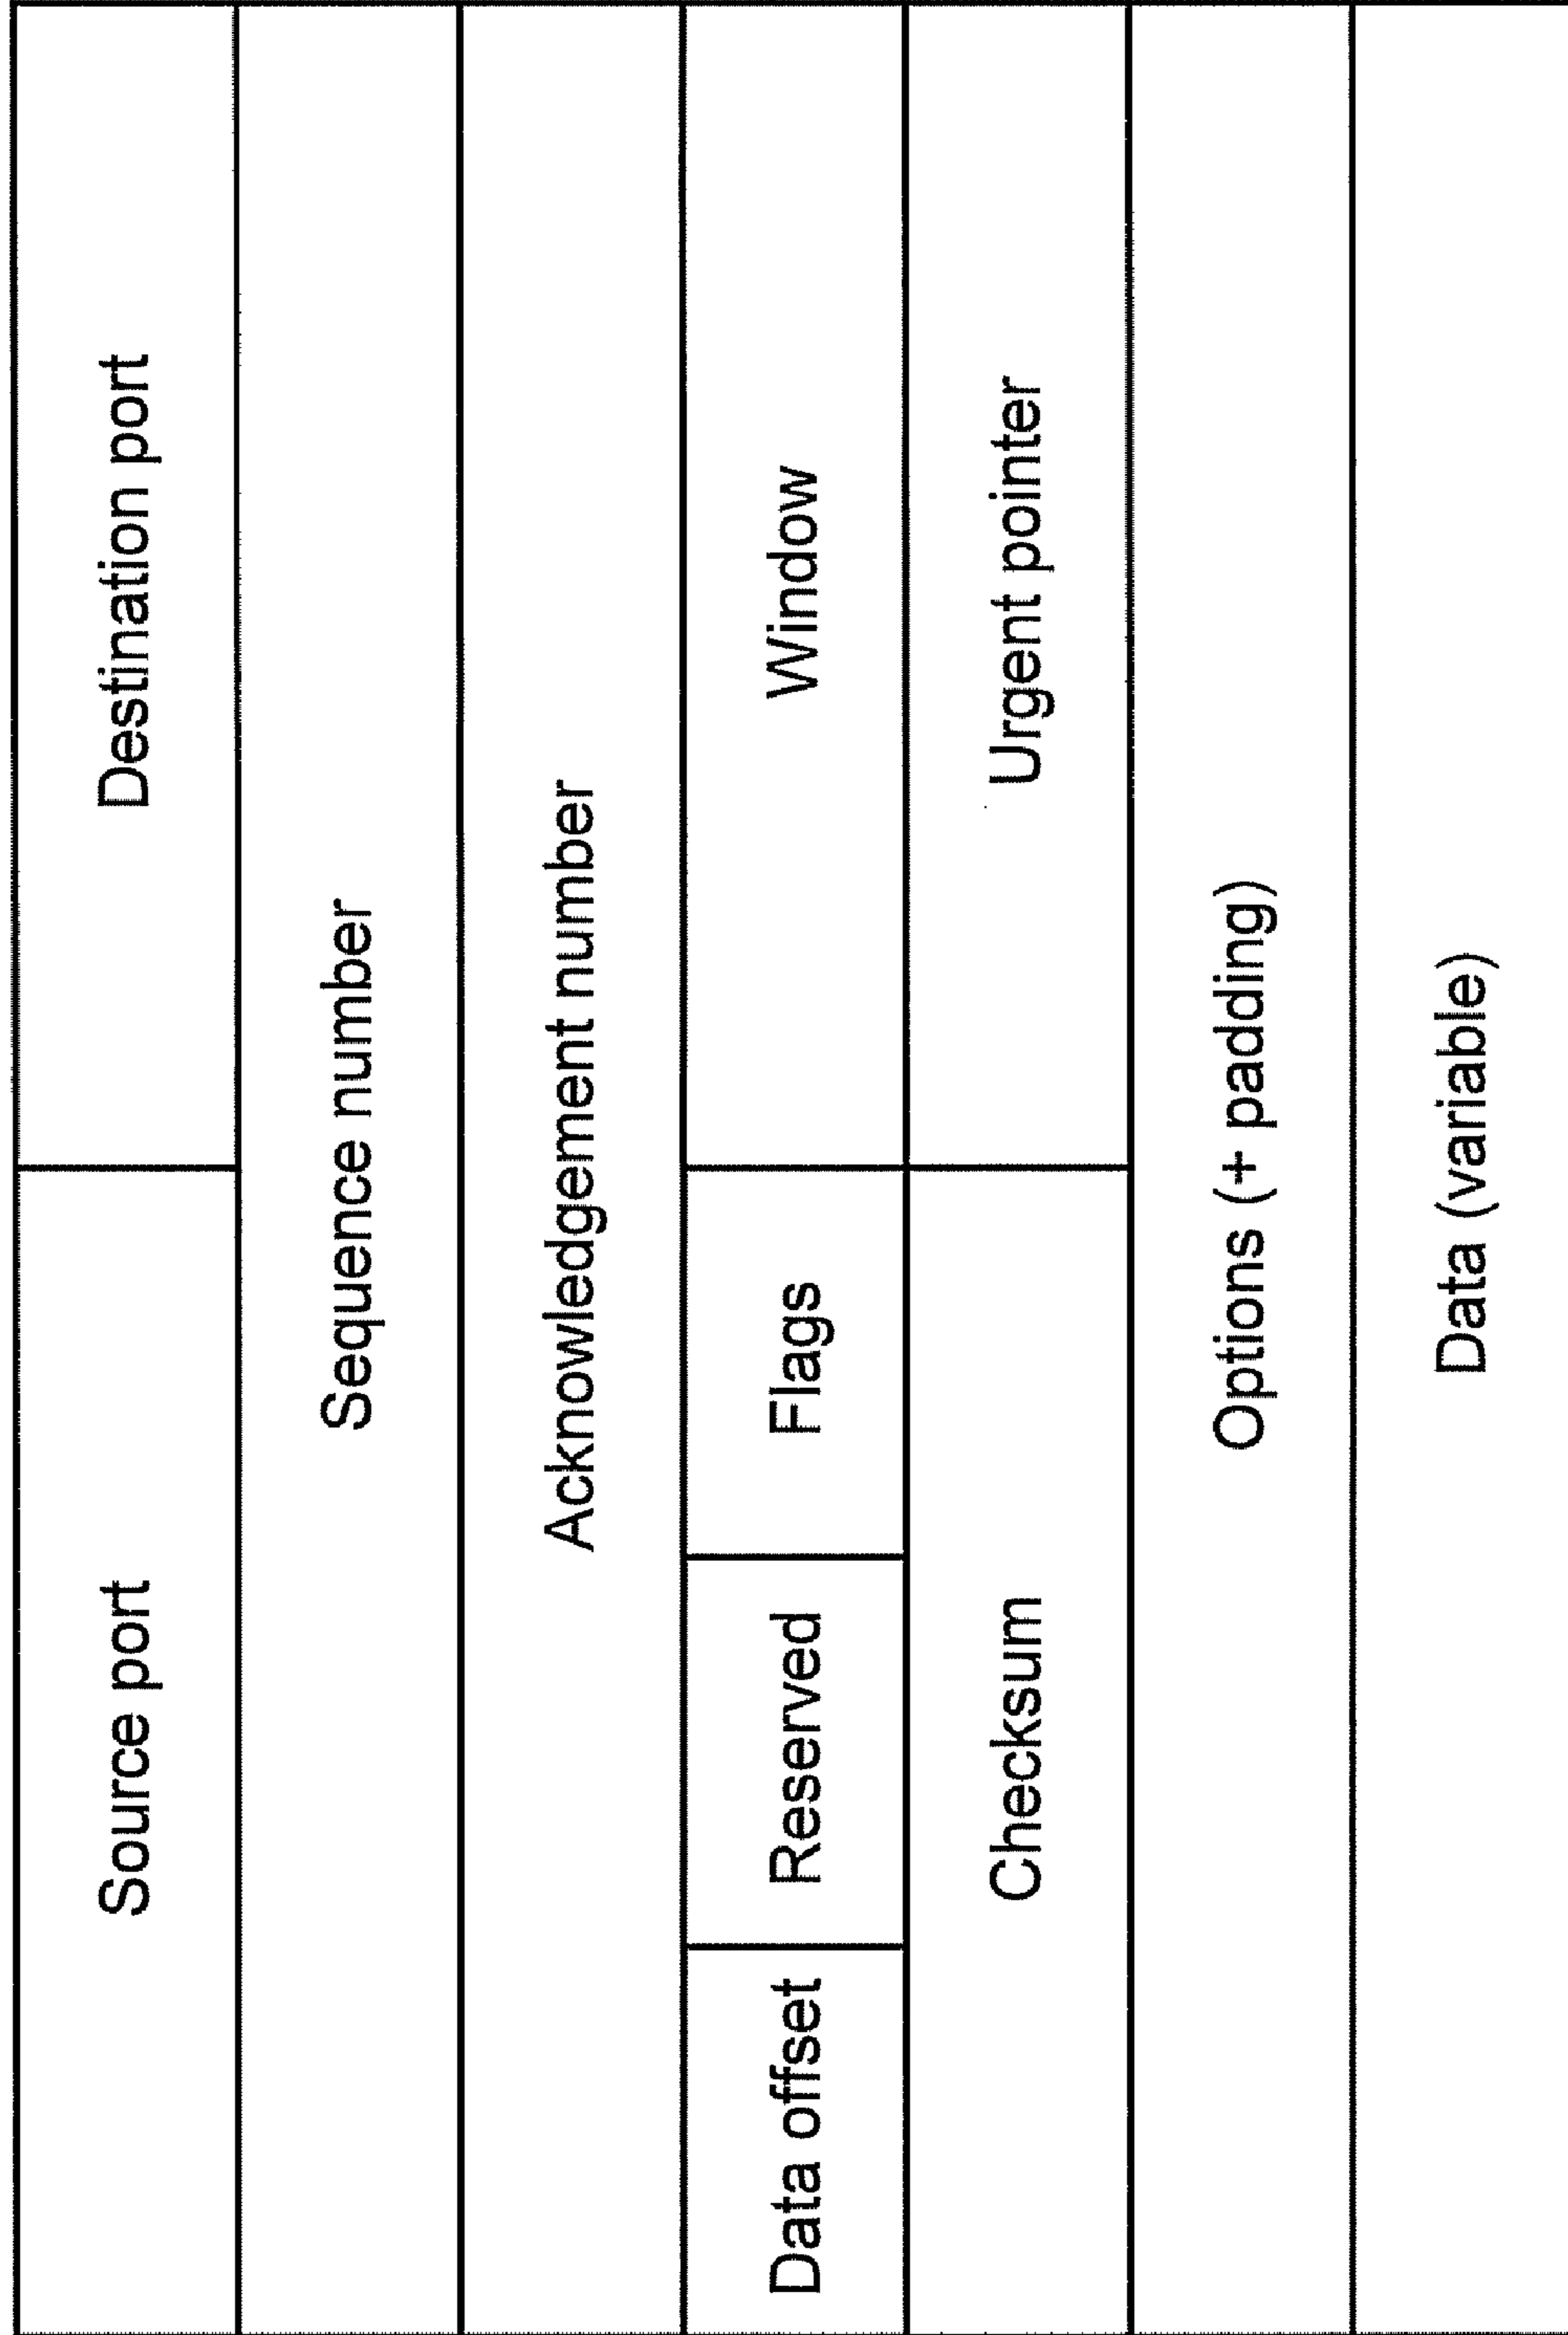 Source port
Destination port
Sequence number
Acknowledgement number
Data offset
Reserved
Flags
Window
Checksum
Urgent pointer
Options (+ padding)
Data (variable)